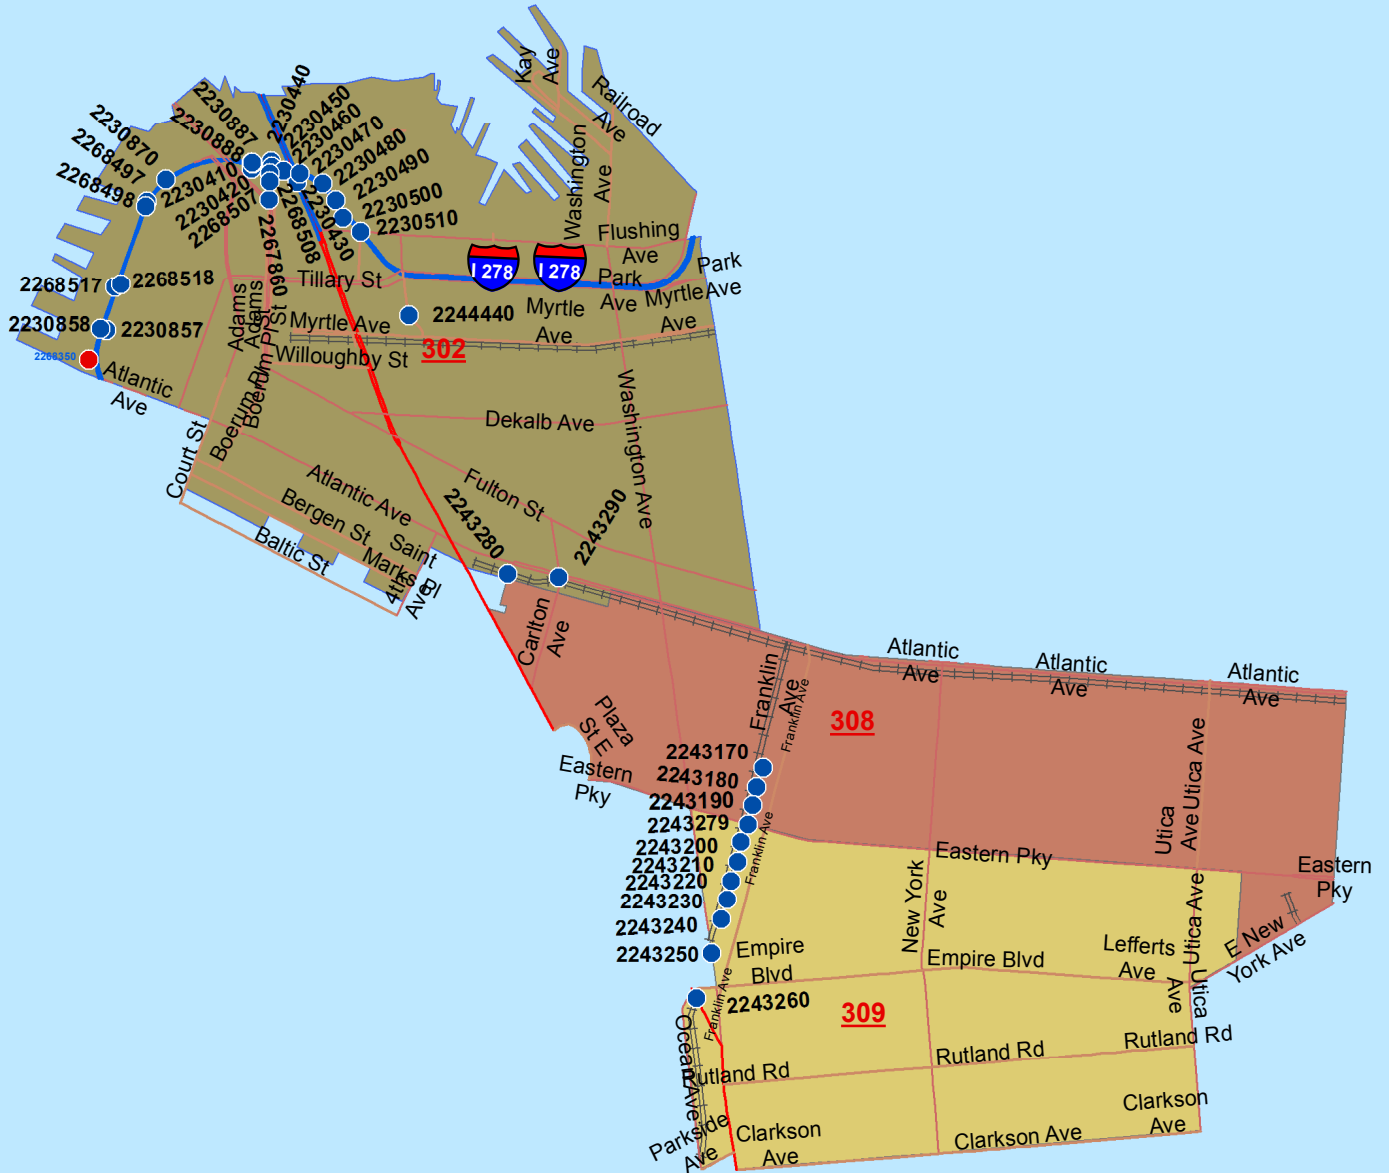 Kay
Ave
Railroad
Ave
Washington
Ave
2230440
2230450
2230460
2230470
2230480
2230490
2230500
2230510
2230887
2230888
2230870
2268497
2268498
2230410
2230420
2268507
2267860
2268508
2230430
Flushing
Ave
I 278
I 278
Park
Ave
Park
Ave
2268517
2268518
Tillary St
Adams
Adams
St
Myrtle
Ave
Myrtle
Ave
2230858
2230857
Myrtle Ave
2244440
2268350
Willoughby St
302
Atlantic
Ave
Boerum Pl
Boerum Pl
Court St
Dekalb Ave
Washington Ave
Atlantic Ave
Fulton St
2243280
2243290
Bergen St
Baltic St
Saint
Marks Pl
4th
Ave
Carlton
Ave
Franklin
Ave
Franklin Ave
Atlantic
Ave
Atlantic
Ave
Atlantic
Ave
Plaza
St E
308
Eastern
Pky
Utica Ave
Utica
Ave
2243170
2243180
2243190
2243279
2243200
2243210
2243220
2243230
2243240
2243250
Franklin Ave
Eastern Pky
Eastern
Pky
New York
Ave
Utica Ave
E New
York Ave
Lefferts
Ave
Empire
Blvd
Empire Blvd
Utica
Ave
2243260
Franklin Ave
309
Ocean Ave
Rutland Rd
Rutland Rd
Rutland Rd
Parkside
Ave
Clarkson
Ave
Clarkson Ave
Clarkson
Ave